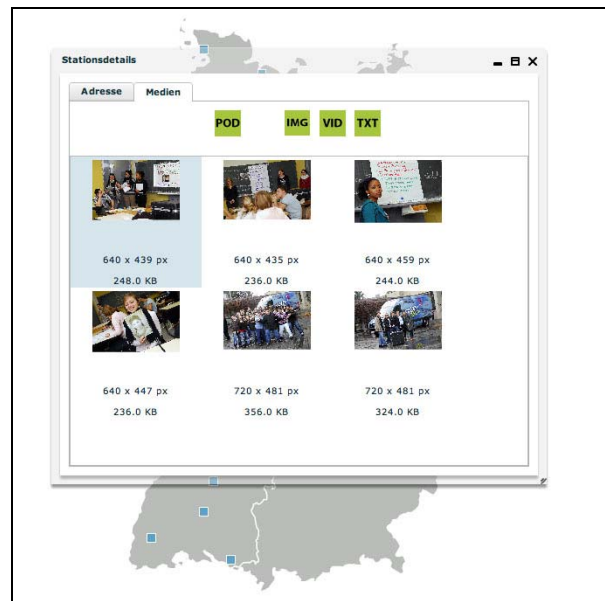 Stationsdetails
Adresse Medien
POD IMG VID TXT
640 x 439 px 640 x 435 px 640 x 459 px
248.0 KB 236.0 KB 244.0 KB
640 x 447 px 720 x 481 px 720 x 481 px
236.0 KB 356.0 KB 324.0 KB